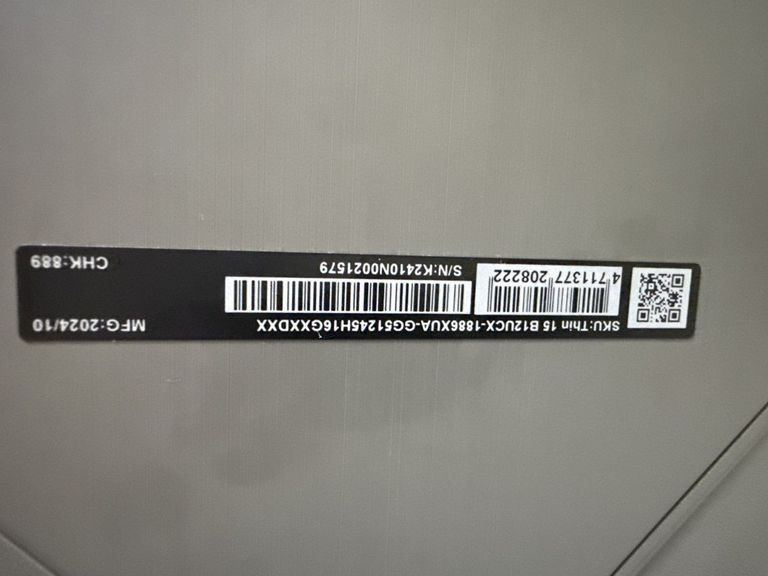 SKU:Thin 15 B12UCX-1886XUA-GG51245H16GXXDXX
MFG:2024/10
4 711377 208222
S/N:K2410N0021579
CHK:889